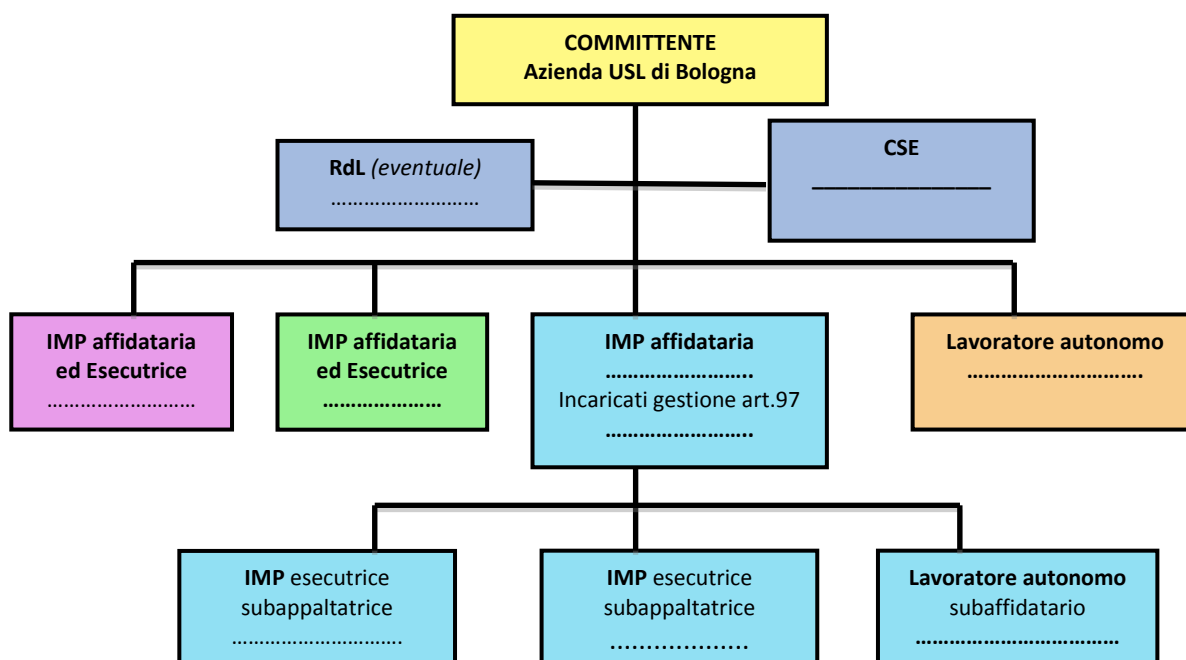 COMMITTENTE
Azienda USL di Bologna
RdL (eventuale)
………………………
CSE
_________________
IMP affidataria
ed Esecutrice
………………………
IMP affidataria
ed Esecutrice
…………………
IMP affidataria
……………………..
Incaricati gestione art.97
……………………..
Lavoratore autonomo
………………………….
IMP esecutrice
subappaltatrice
………………………….
IMP esecutrice
subappaltatrice
...................
Lavoratore autonomo
subaffidatario
………………………………